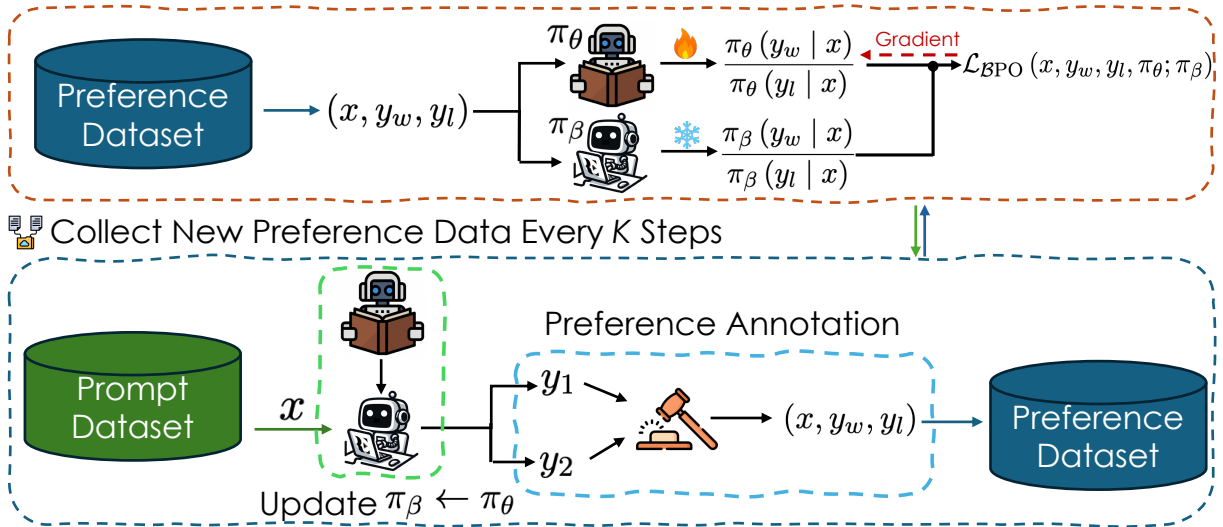 Preference
Dataset
(x, y_w, y_l)
π_θ
π_β
π_θ (y_w | x)
π_θ (y_l | x)
π_β (y_w | x)
π_β (y_l | x)
Gradient
ℒ_ℬPO (x, y_w, y_l, π_θ; π_β)
Collect New Preference Data Every K Steps
Prompt
Dataset
x
Update π_β ← π_θ
Preference Annotation
y_1
y_2
(x, y_w, y_l)
Preference
Dataset